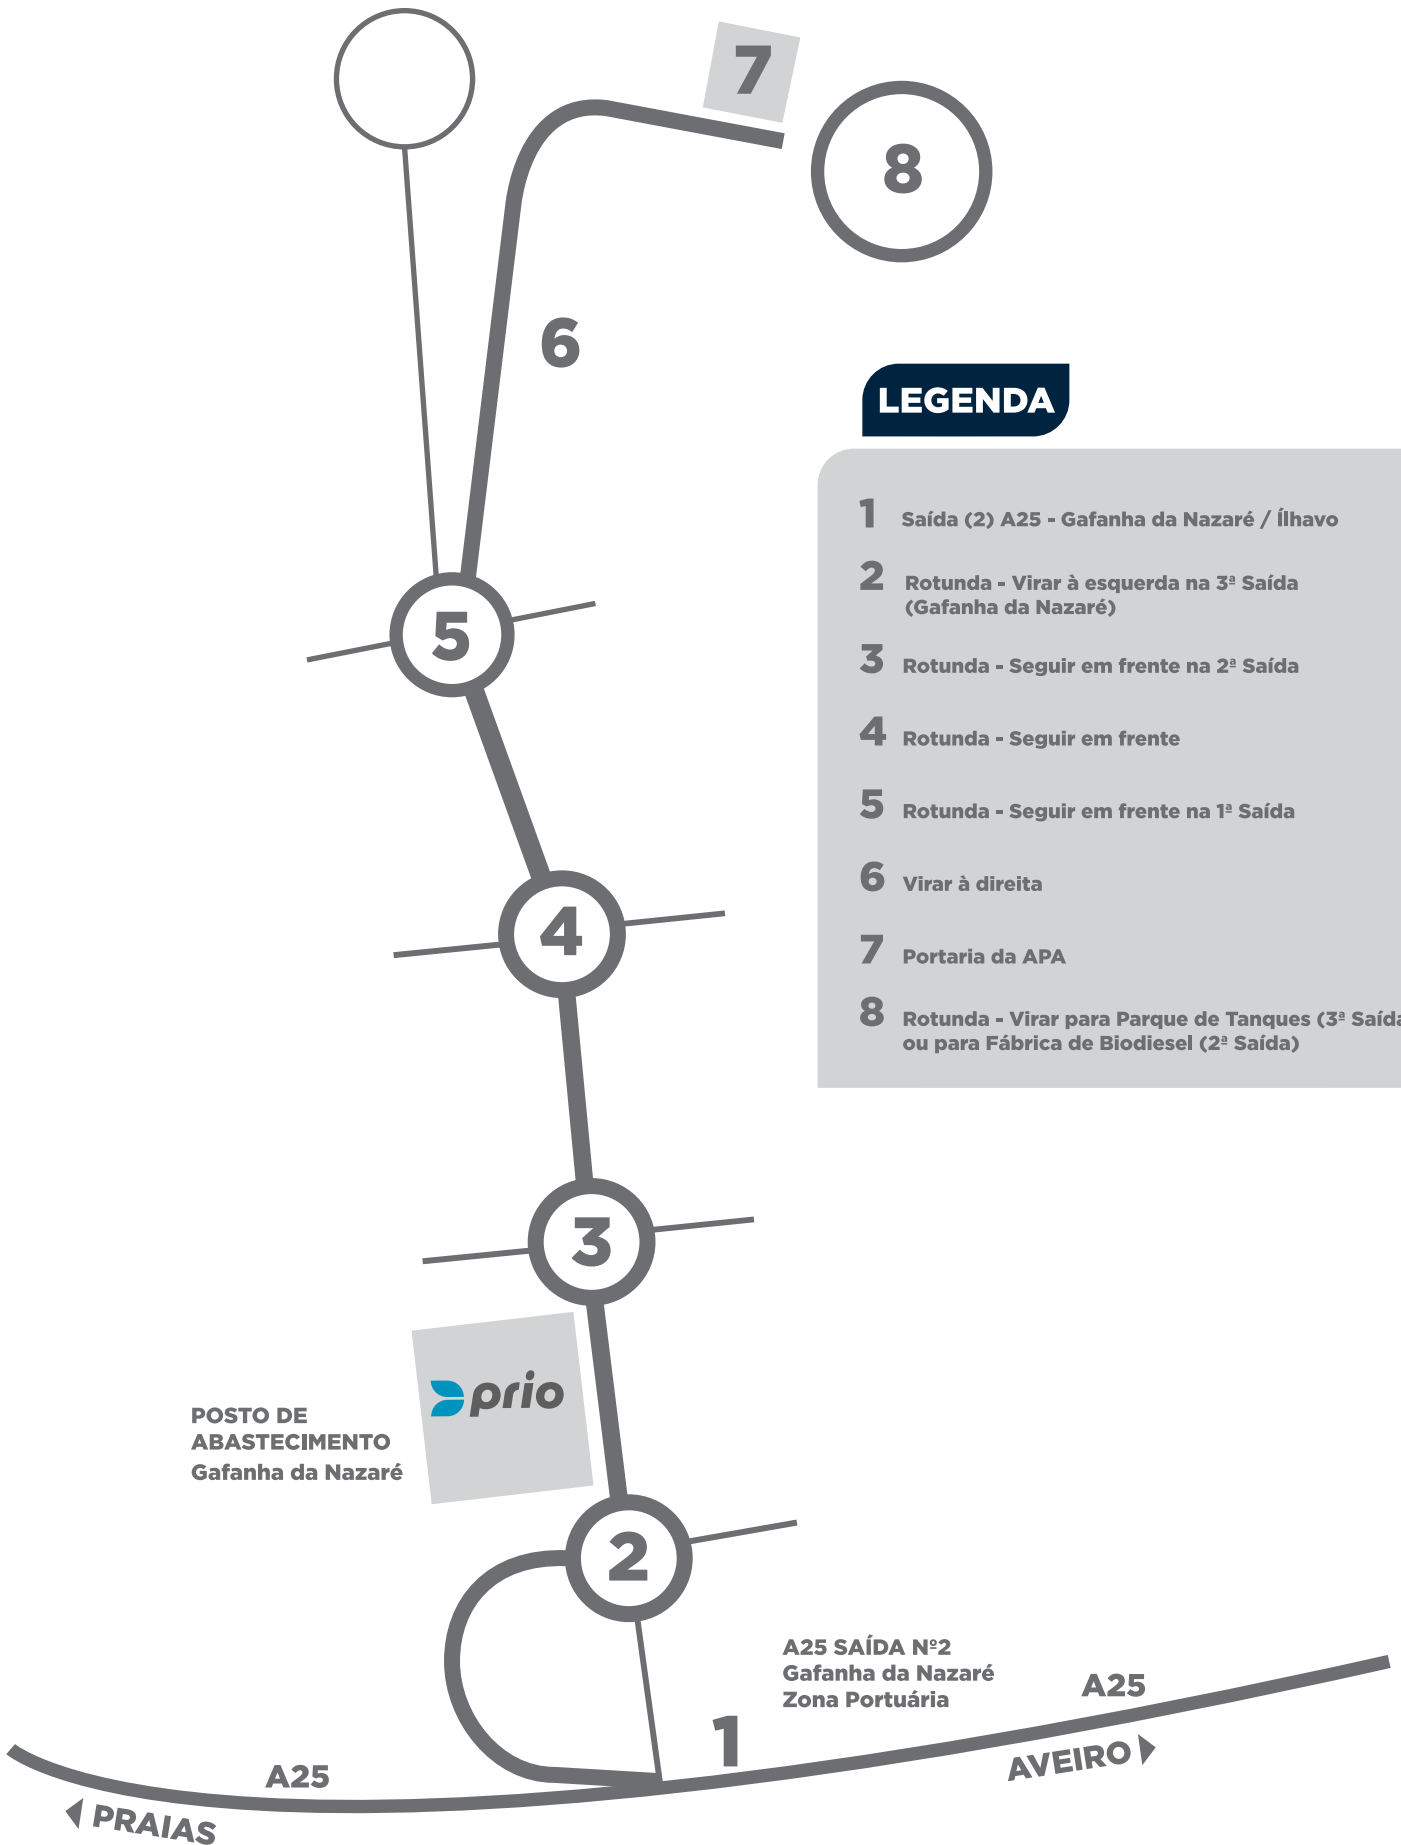 7
8
6
LEGENDA
1 Saída (2) A25 - Gafanha da Nazaré / Ílhavo
2 Rotunda - Virar à esquerda na 3ª Saída
(Gafanha da Nazaré)
3 Rotunda - Seguir em frente na 2ª Saída
4 Rotunda - Seguir em frente
5 Rotunda - Seguir em frente na 1ª Saída
6 Virar à direita
7 Portaria da APA
8 Rotunda - Virar para Parque de Tanques (3ª Saída
ou para Fábrica de Biodiesel (2ª Saída)
5
4
3
prio
POSTO DE
ABASTECIMENTO
Gafanha da Nazaré
2
A25 SAÍDA Nº2
Gafanha da Nazaré
Zona Portuária
1
A25
AVEIRO
A25
PRAIAS